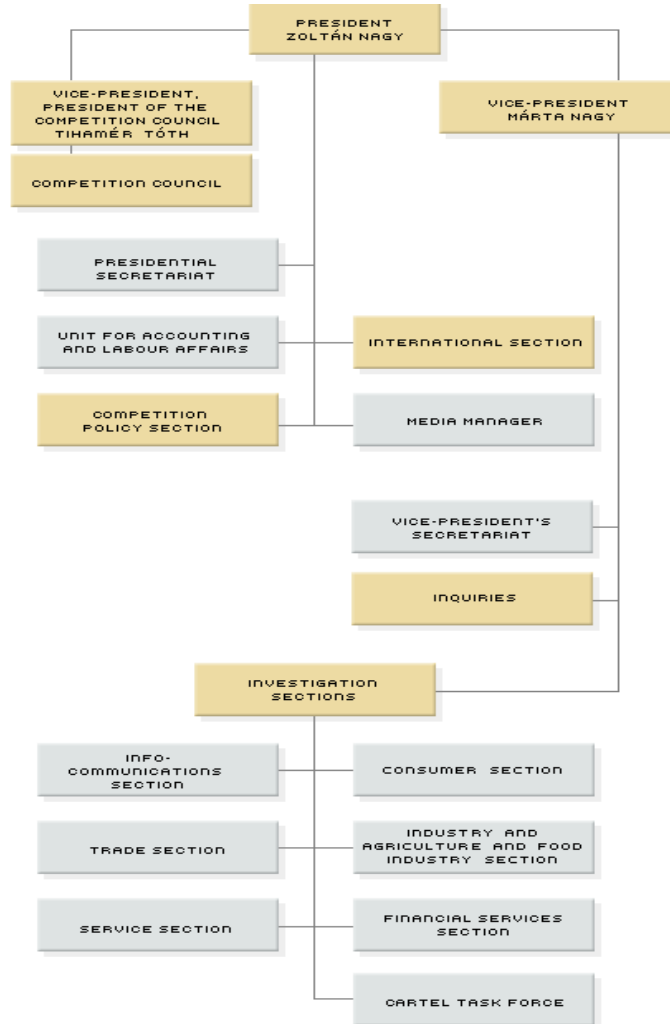 PRESIDENT
ZOLTÁN NAGY
VICE-PRESIDENT,
PRESIDENT OF THE
COMPETITION COUNCIL
TIHAMÉR TÓTH
VICE-PRESIDENT
MÁRTA NAGY
COMPETITION COUNCIL
PRESIDENTIAL
SECRETARIAT
UNIT FOR ACCOUNTING
AND LABOUR AFFAIRS
INTERNATIONAL SECTION
COMPETITION
POLICY SECTION
MEDIA MANAGER
VICE-PRESIDENT'S
SECRETARIAT
INQUIRIES
INVESTIGATION
SECTIONS
INFO-
COMMUNICATIONS
SECTION
CONSUMER SECTION
TRADE SECTION
INDUSTRY AND
AGRICULTURE AND FOOD
INDUSTRY SECTION
SERVICE SECTION
FINANCIAL SERVICES
SECTION
CARTEL TASK FORCE